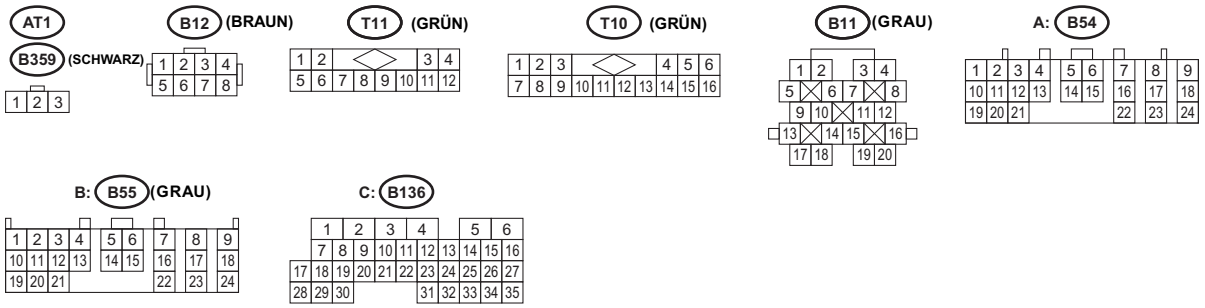 AT1
B359 (SCHWARZ)
1 2 3
B12 (BRAUN)
1 2 3 4
5 6 7 8
T11 (GRÜN)
1 2 3 4
5 6 7 8 9 10 11 12
T10 (GRÜN)
1 2 3 4 5 6
7 8 9 10 11 12 13 14 15 16
B11 (GRAU)
1 2 3 4
5 6 7 8
9 10 11 12
13 14 15 16
17 18 19 20
A: B54
1 2 3 4 5 6 7 8 9
10 11 12 13 14 15 16 17 18
19 20 21 22 23 24
B: B55 (GRAU)
1 2 3 4 5 6 7 8 9
10 11 12 13 14 15 16 17 18
19 20 21 22 23 24
C: B136
1 2 3 4 5 6
7 8 9 10 11 12 13 14 15 16
17 18 19 20 21 22 23 24 25 26 27
28 29 30 31 32 33 34 35